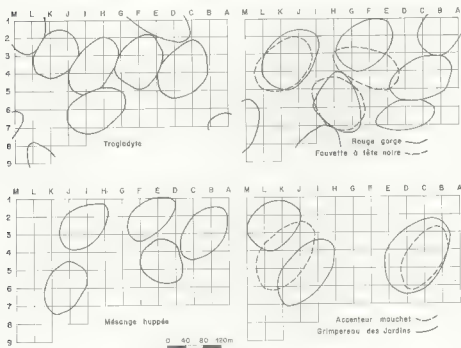 M L K J I H G F E D C B A
1
2
3
4
5
6
7
8
9
Troglodyte
M L K J I H G F E D C B A
Rouge gorge
Fauvette à tête noire
M L K J I H G F E D C B A
1
2
3
4
5
6
7
8
9
Mésange huppée
0 40 80 120m
M L K J I H G F E D C B A
Accenteur mouchet
Grimpereau des Jardins